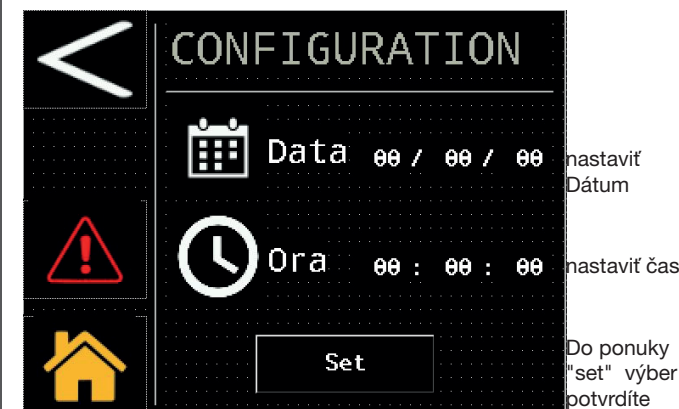 CONFIGURATION
Data 00 / 00 / 00
nastaviť
Dátum
Ora 00 : 00 : 00
nastaviť čas
Set
Do ponuky
"set" výber
potvrdíte